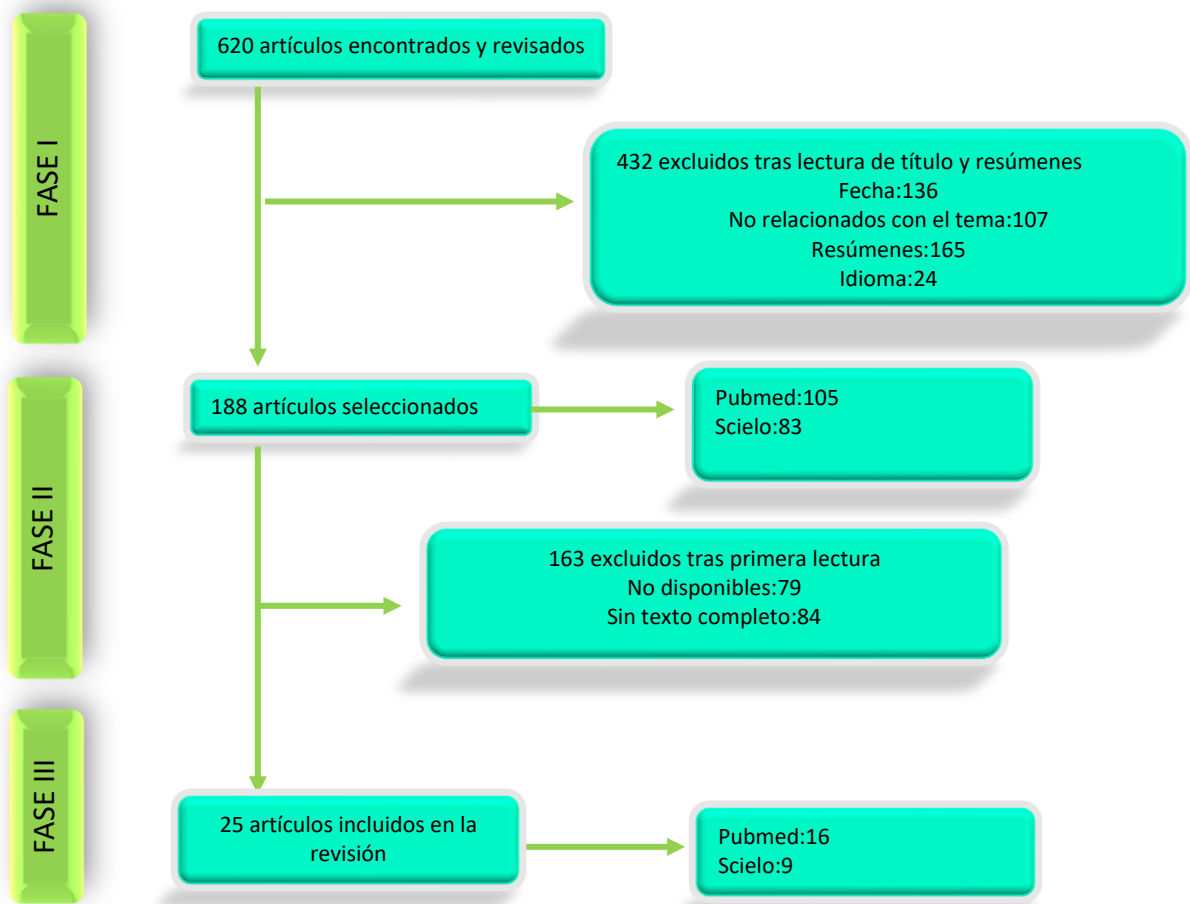 FASE I
620 artículos encontrados y revisados
432 excluidos tras lectura de título y resúmenes
Fecha:136
No relacionados con el tema:107
Resúmenes:165
Idioma:24
FASE II
188 artículos seleccionados
Pubmed:105
Scielo:83
163 excluidos tras primera lectura
No disponibles:79
Sin texto completo:84
FASE III
25 artículos incluidos en la
revisión
Pubmed:16
Scielo:9